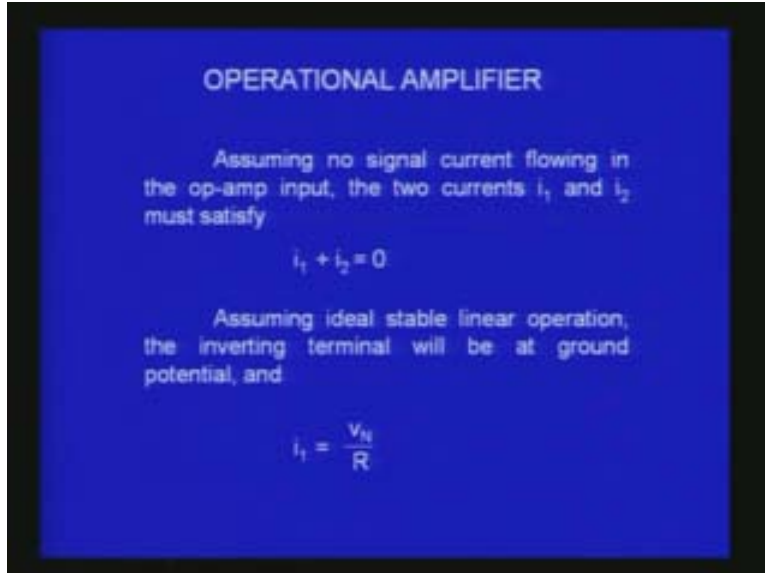 OPERATIONAL AMPLIFIER
Assuming no signal current flowing in
the op-amp input, the two currents i₁ and i₂
must satisfy
i₁ + i₂ = 0
Assuming ideal stable linear operation,
the inverting terminal will be at ground
potential, and
i₁ = v_N / R